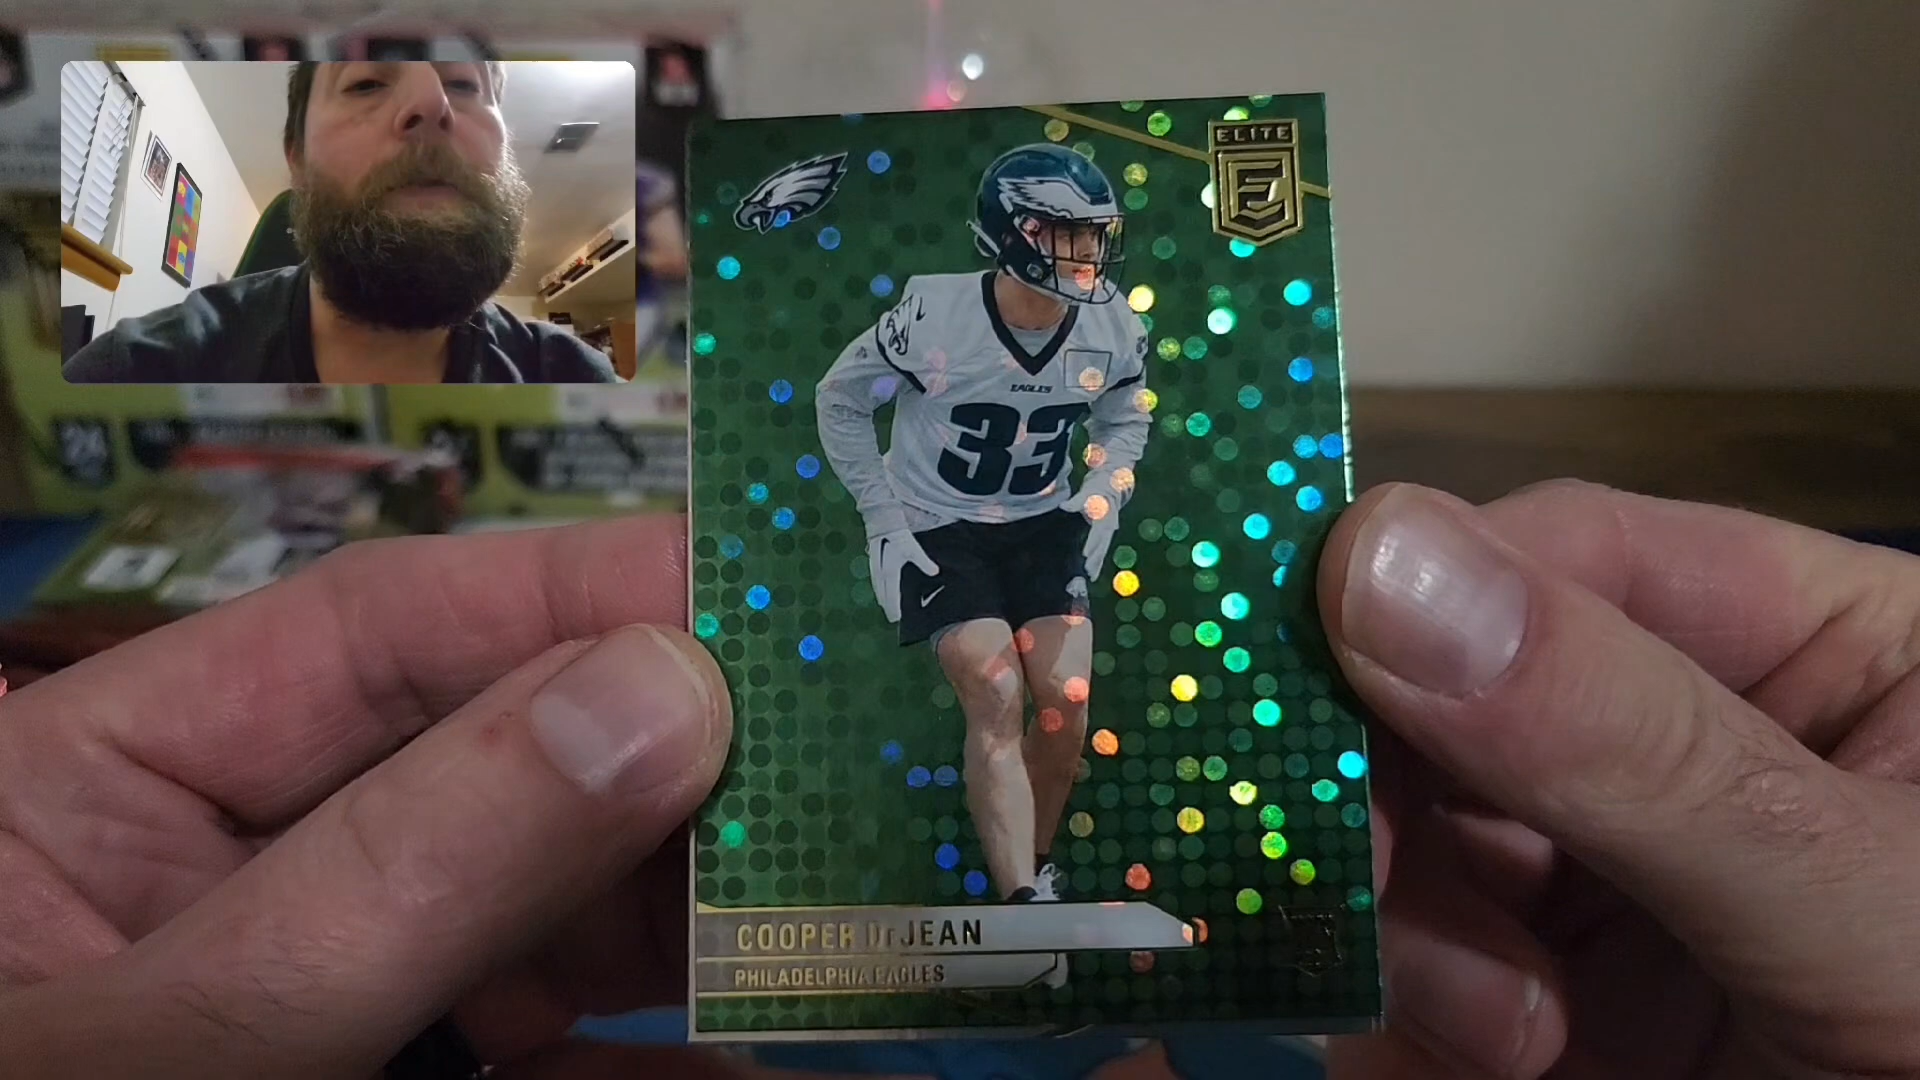 ELITE
E
EAGLES
33
COOPER DeJEAN
PHILADELPHIA EAGLES